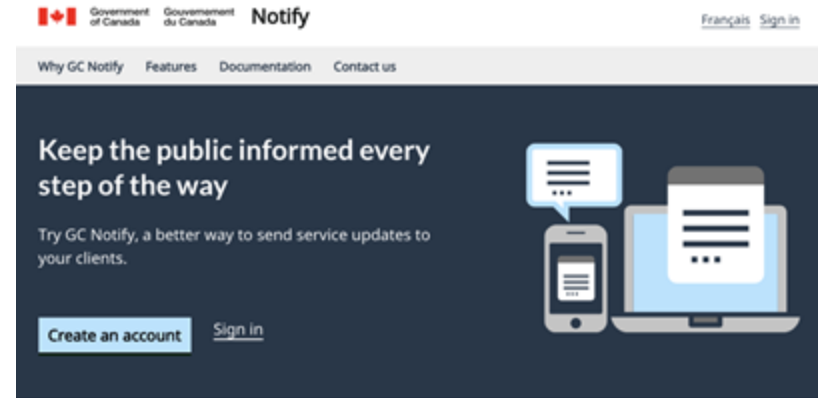 Government of Canada
Gouvernement du Canada
Notify
Français Sign in
Why GC Notify Features Documentation Contact us
Keep the public informed every
step of the way
Try GC Notify, a better way to send service updates to
your clients.
Create an account Sign in